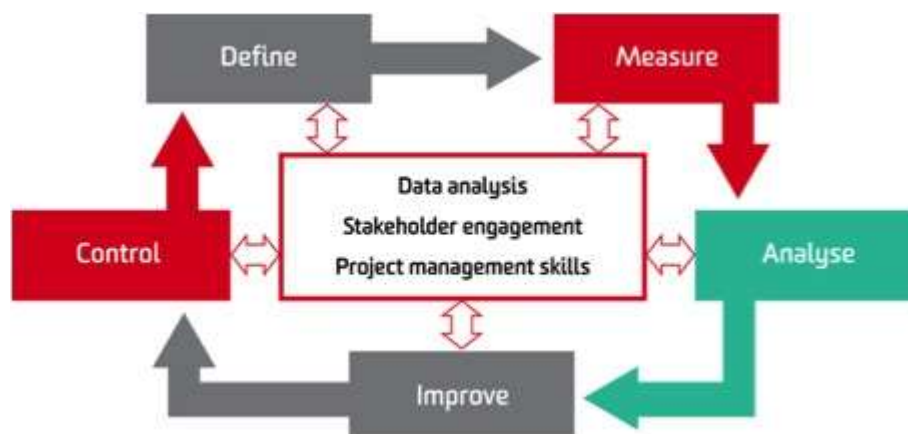 Define
Measure
Data analysis
Stakeholder engagement
Project management skills
Control
Analyse
Improve